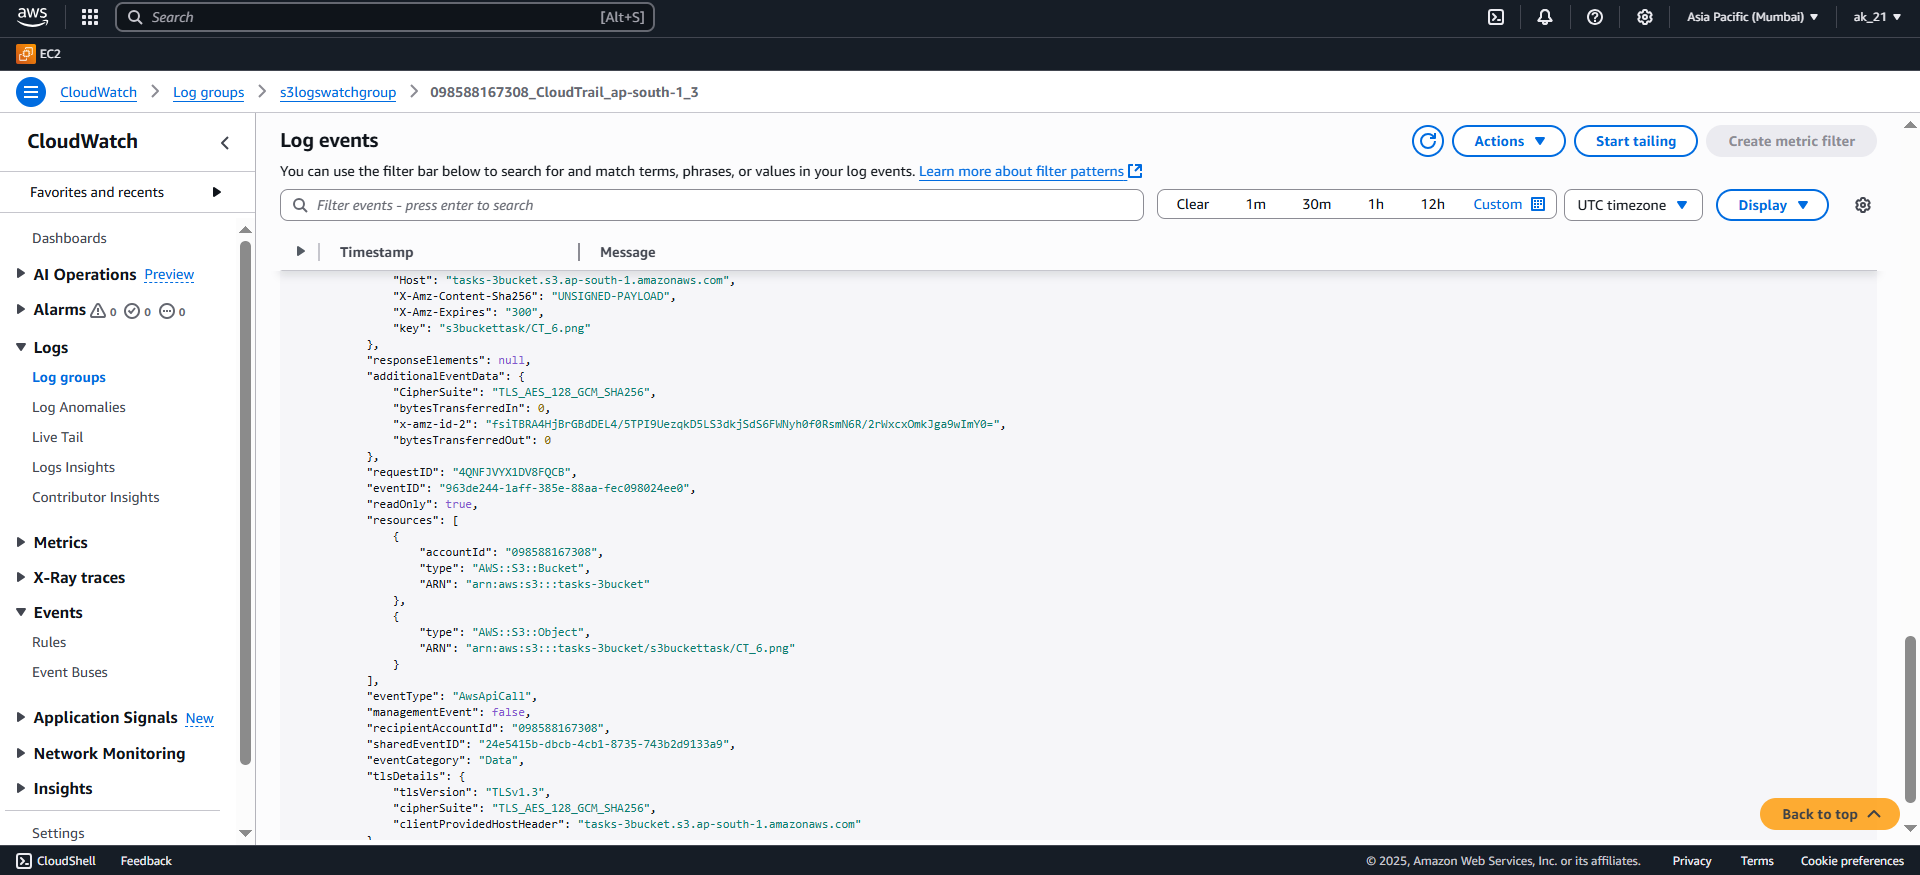 aws
Search [Alt+S]
Asia Pacific (Mumbai) ▼
ak_21 ▼
EC2
CloudWatch > Log groups > s3logswatchgroup > 098588167308_CloudTrail_ap-south-1_3
CloudWatch
Favorites and recents
Dashboards
AI Operations Preview
Alarms 0 0 0
Logs
Log groups
Log Anomalies
Live Tail
Logs Insights
Contributor Insights
Metrics
X-Ray traces
Events
Rules
Event Buses
Application Signals New
Network Monitoring
Insights
Settings
Log events
Actions ▼
Start tailing
Create metric filter
You can use the filter bar below to search for and match terms, phrases, or values in your log events. Learn more about filter patterns
Filter events - press enter to search
Clear 1m 30m 1h 12h Custom
UTC timezone ▼
Display ▼
Timestamp Message
"Host": "tasks-3bucket.s3.ap-south-1.amazonaws.com",
"X-Amz-Content-Sha256": "UNSIGNED-PAYLOAD",
"X-Amz-Expires": "300",
"key": "s3buckettask/CT_6.png"
},
"responseElements": null,
"additionalEventData": {
"CipherSuite": "TLS_AES_128_GCM_SHA256",
"bytesTransferredIn": 0,
"x-amz-id-2": "fsiTBRA4HjBrGBdDEL4/5TPI9UezqkD5LS3dkjSdS6FWNyh0f0RsmN6R/2rWxcxOmkJga9wImY0=",
"bytesTransferredOut": 0
},
"requestID": "4QNFJVYX1DV8FQCB",
"eventID": "963de244-1aff-385e-88aa-fec098024ee0",
"readOnly": true,
"resources": [
{
"accountId": "098588167308",
"type": "AWS::S3::Bucket",
"ARN": "arn:aws:s3:::tasks-3bucket"
},
{
"type": "AWS::S3::Object",
"ARN": "arn:aws:s3:::tasks-3bucket/s3buckettask/CT_6.png"
}
],
"eventType": "AwsApiCall",
"managementEvent": false,
"recipientAccountId": "098588167308",
"sharedEventID": "24e5415b-dbcb-4cb1-8735-743b2d9133a9",
"eventCategory": "Data",
"tlsDetails": {
"tlsVersion": "TLSv1.3",
"cipherSuite": "TLS_AES_128_GCM_SHA256",
"clientProvidedHostHeader": "tasks-3bucket.s3.ap-south-1.amazonaws.com"
}
Back to top
CloudShell Feedback
© 2025, Amazon Web Services, Inc. or its affiliates. Privacy Terms Cookie preferences